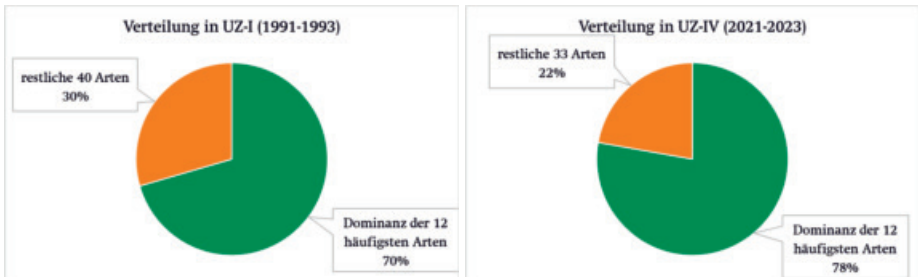 Verteilung in UZ-I (1991-1993)
restliche 40 Arten
30%
Dominanz der 12
häufigsten Arten
70%
Verteilung in UZ-IV (2021-2023)
restliche 33 Arten
22%
Dominanz der 12
häufigsten Arten
78%